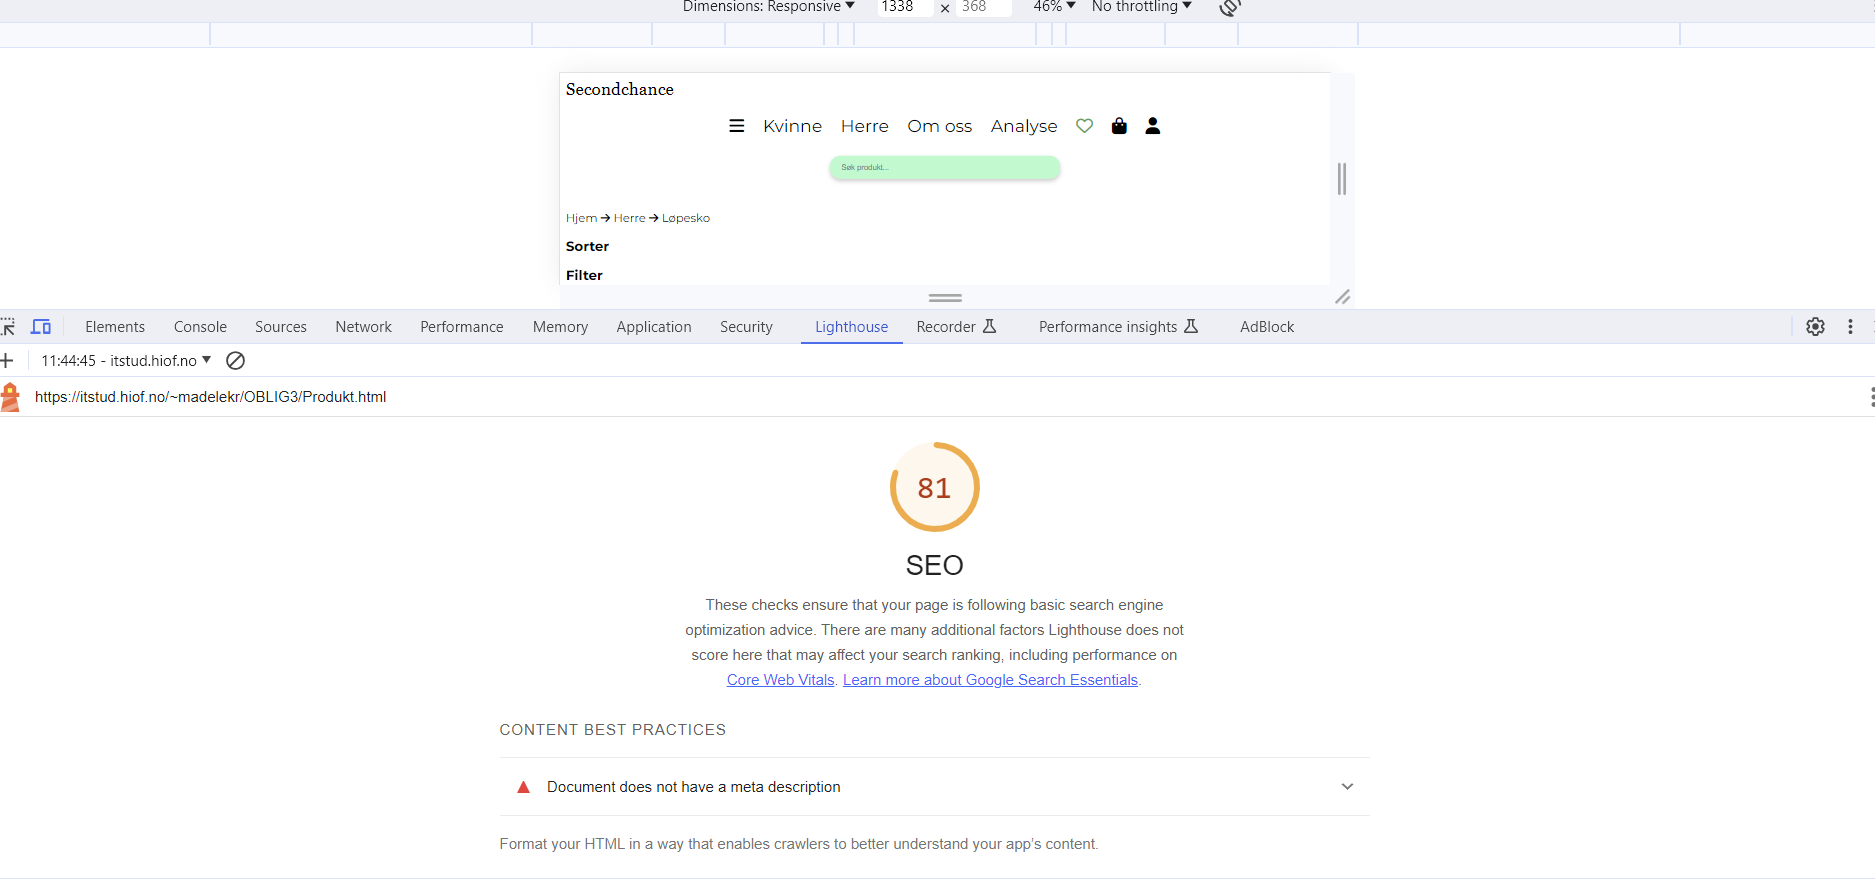 Dimensions: Responsive 1338 × 368 46% No throttling
Secondchance
Kvinne Herre Om oss Analyse
Søk produkt...
Hjem → Herre → Løpesko
Sorter
Filter
Elements Console Sources Network Performance Memory Application Security Lighthouse Recorder Performance insights AdBlock
11:44:45 - itstud.hiof.no
https://itstud.hiof.no/~madelekr/OBLIG3/Produkt.html
81
SEO
These checks ensure that your page is following basic search engine
optimization advice. There are many additional factors Lighthouse does not
score here that may affect your search ranking, including performance on
Core Web Vitals. Learn more about Google Search Essentials.
CONTENT BEST PRACTICES
Document does not have a meta description
Format your HTML in a way that enables crawlers to better understand your app’s content.